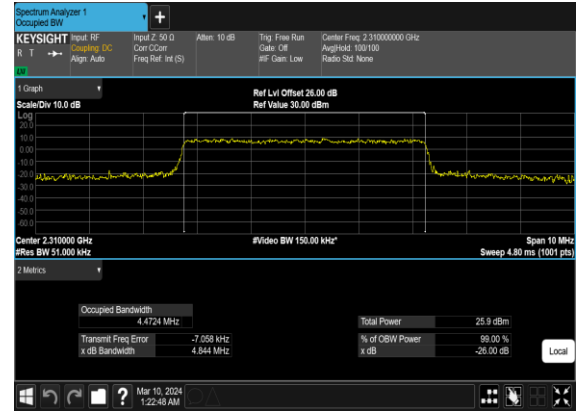 Spectrum Analyzer 1
Occupied BW
KEYSIGHT
R T
LV
Input: RF
Coupling: DC
Align: Auto
Input Z: 50 Ω
Corr CCorr
Freq Ref: Int (S)
Atten: 10 dB
Trig: Free Run
Gate: Off
#IF Gain: Low
Center Freq: 2.310000000 GHz
Avg|Hold: 100/100
Radio Std: None
1 Graph
Scale/Div 10.0 dB
Ref Lvl Offset 26.00 dB
Ref Value 30.00 dBm
Log
20.0
10.0
0.00
-10.0
-20.0
-30.0
-40.0
-50.0
-60.0
Center 2.310000 GHz
#Res BW 51.000 kHz
#Video BW 150.00 kHz*
Span 10 MHz
Sweep 4.80 ms (1001 pts)
2 Metrics
Occupied Bandwidth
4.4724 MHz
Transmit Freq Error -7.058 kHz
x dB Bandwidth 4.844 MHz
Total Power 25.9 dBm
% of OBW Power 99.00 %
x dB -26.00 dB
Local
?
Mar 10, 2024
1:22:48 AM